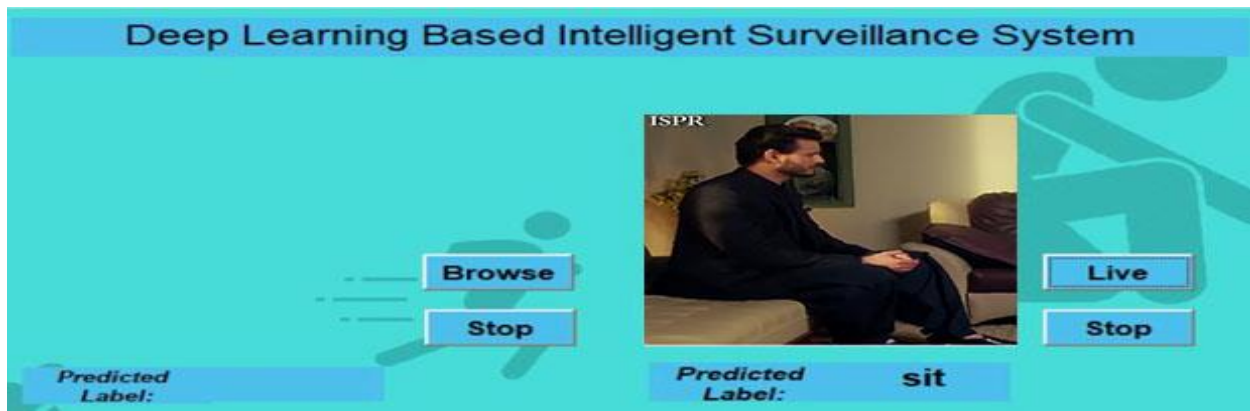 Deep Learning Based Intelligent Surveillance System
ISPR
Browse
Live
Stop
Stop
Predicted
Label:
Predicted
Label:
sit